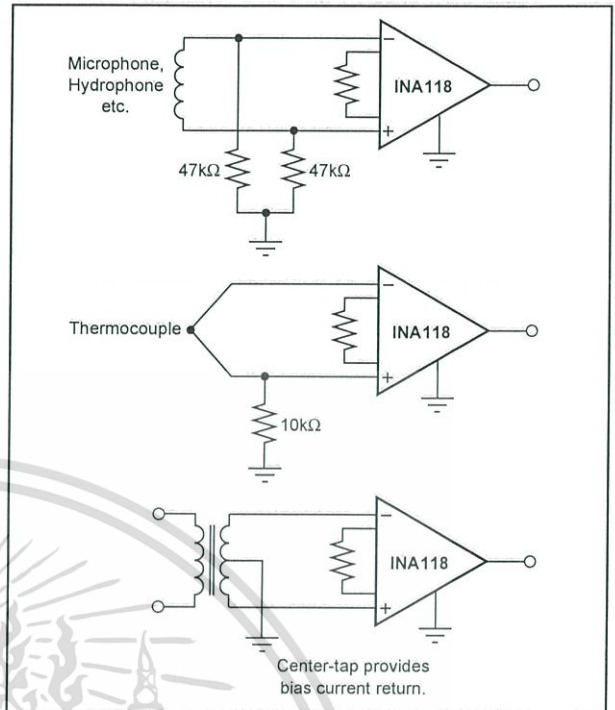 Microphone,
Hydrophone
etc.
−
INA118
+
47kΩ
47kΩ
−
Thermocouple
INA118
+
10kΩ
−
INA118
+
Center-tap provides
bias current return.